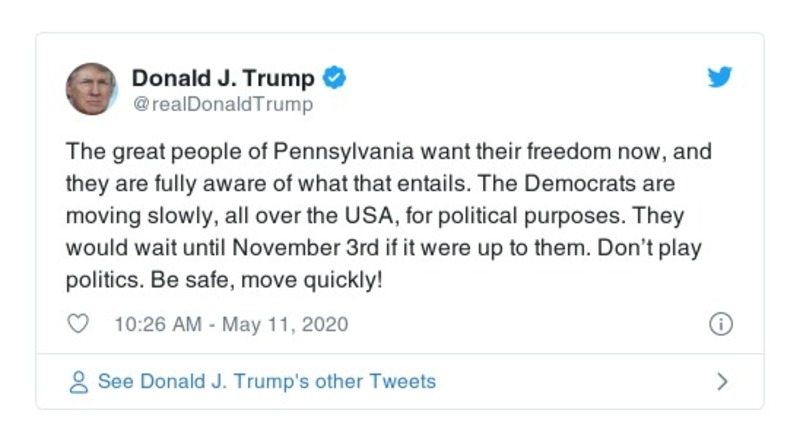 Donald J. Trump
@realDonaldTrump
The great people of Pennsylvania want their freedom now, and
they are fully aware of what that entails. The Democrats are
moving slowly, all over the USA, for political purposes. They
would wait until November 3rd if it were up to them. Don’t play
politics. Be safe, move quickly!
10:26 AM - May 11, 2020
See Donald J. Trump's other Tweets